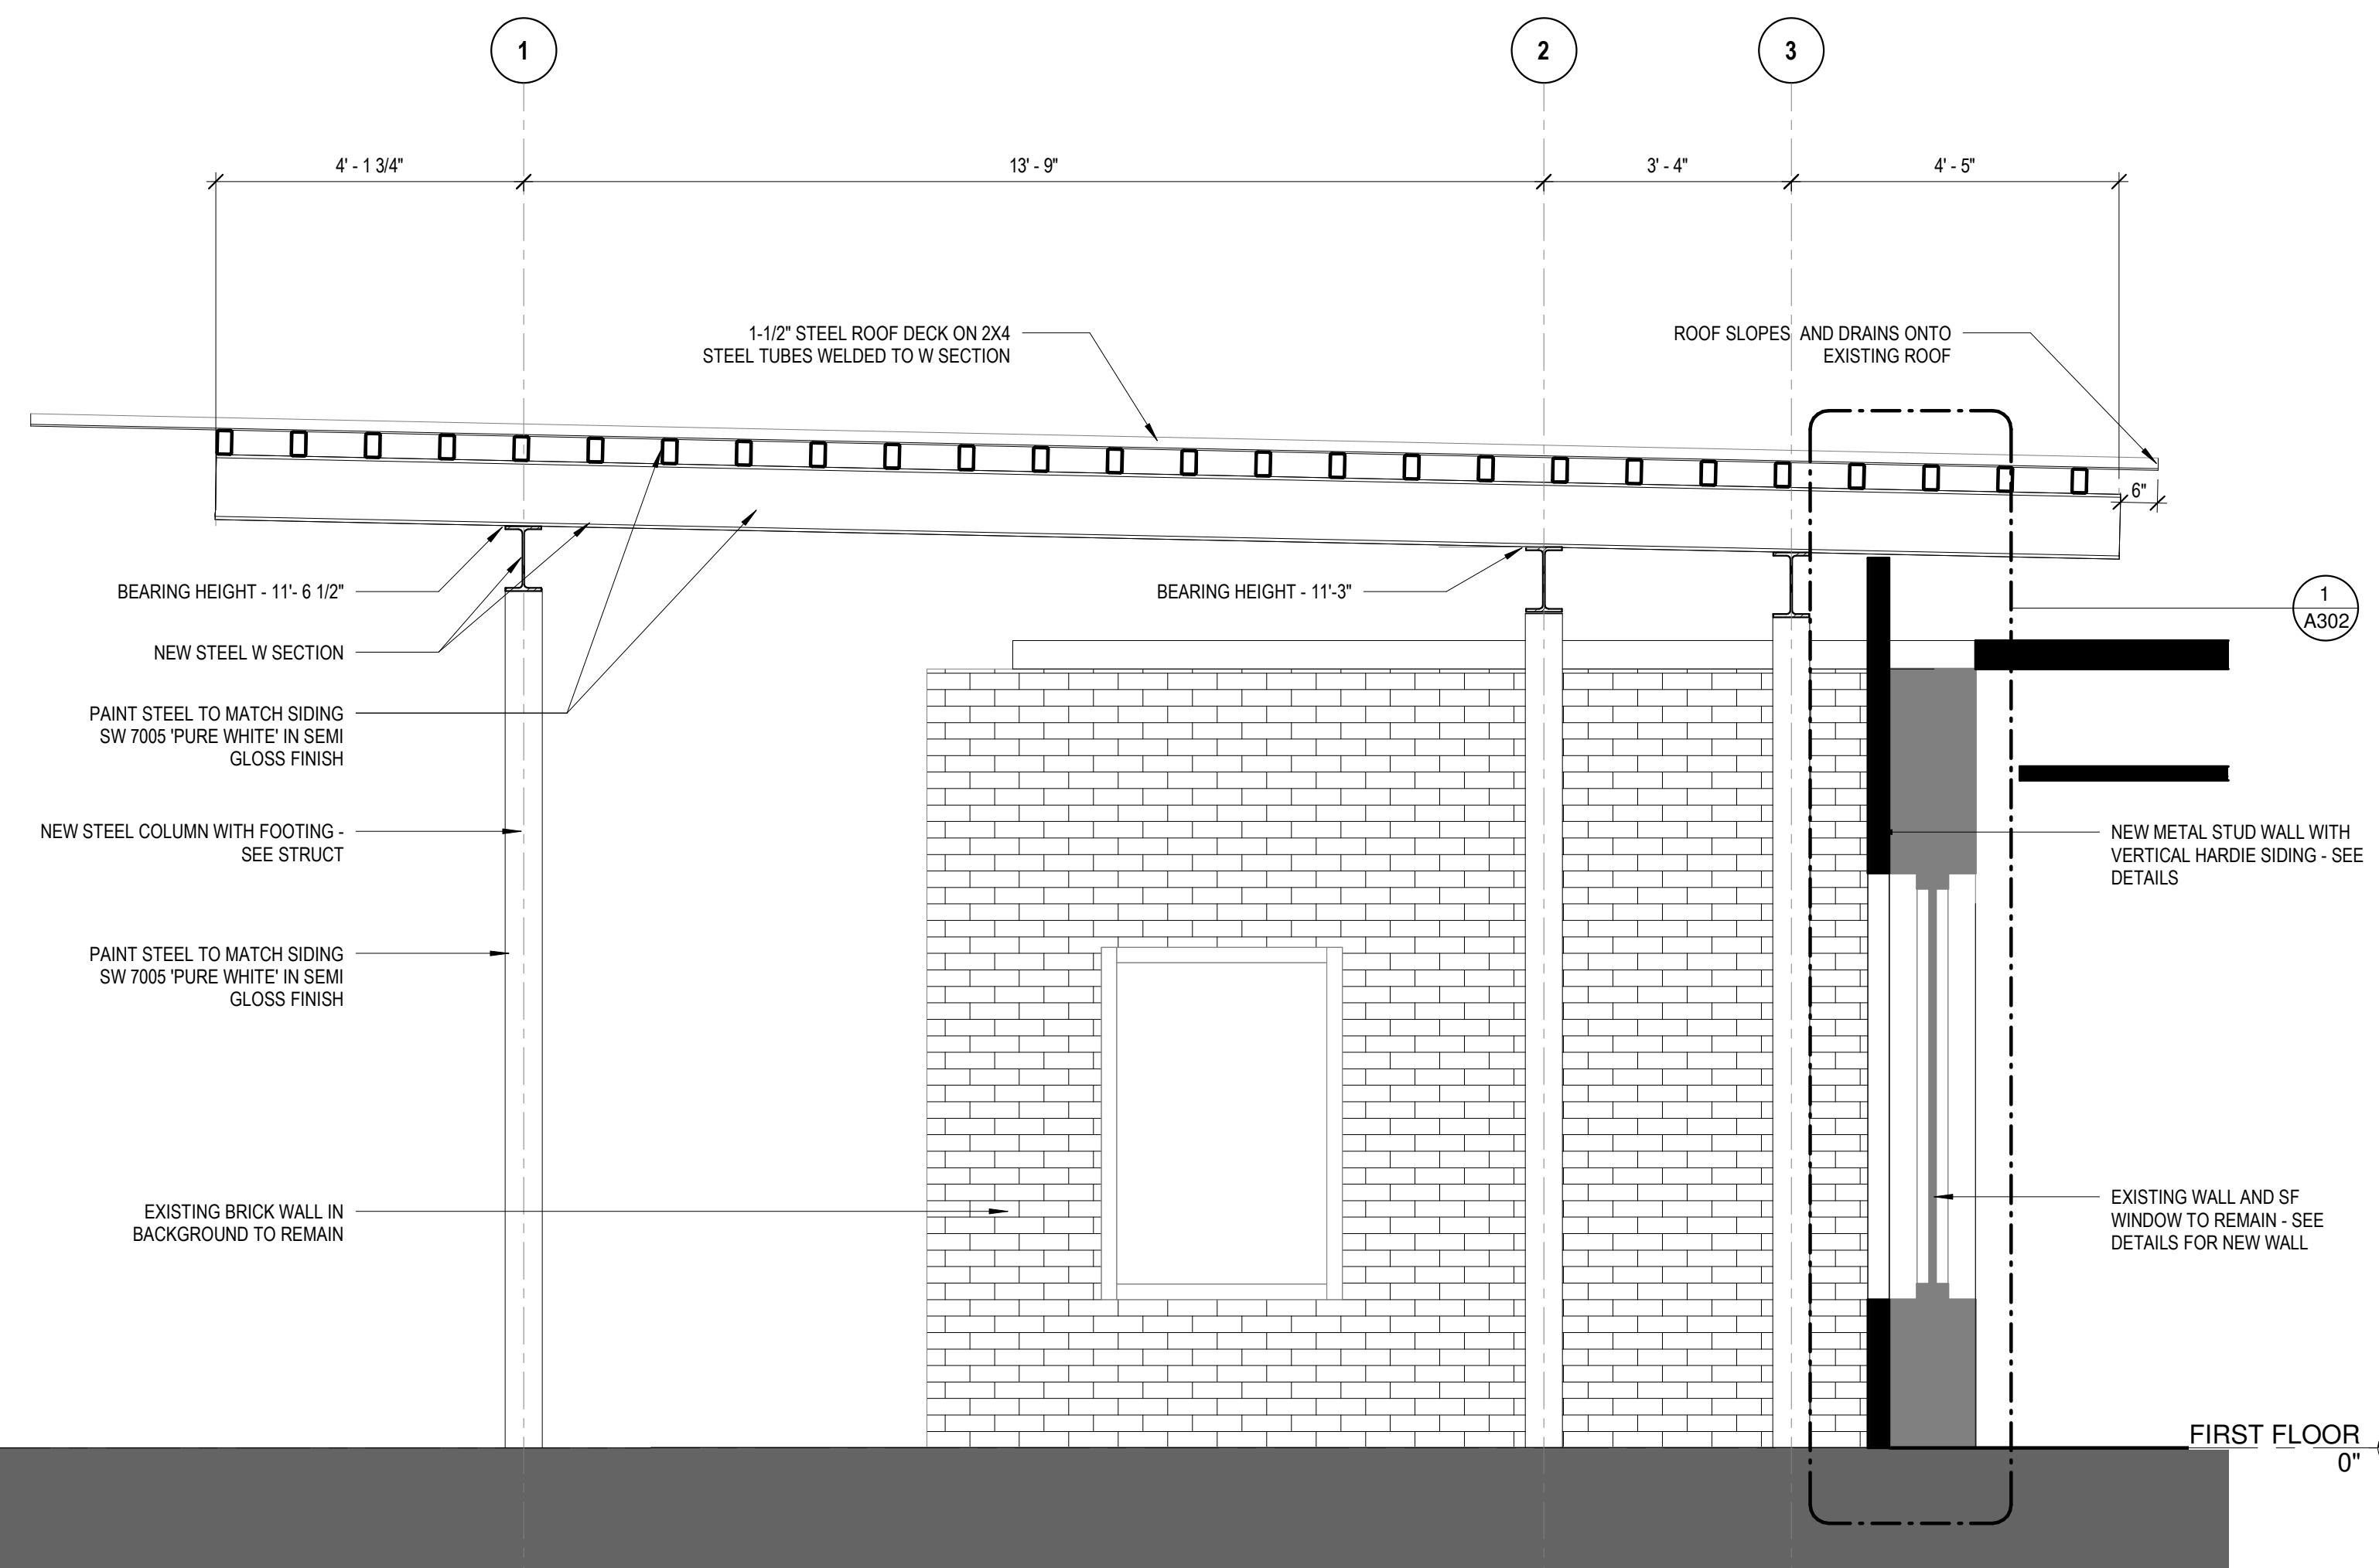 1
2
3
4' - 1 3/4"
13' - 9"
3' - 4"
4' - 5"
1-1/2" STEEL ROOF DECK ON 2X4
STEEL TUBES WELDED TO W SECTION
ROOF SLOPES AND DRAINS ONTO
EXISTING ROOF
6"
BEARING HEIGHT - 11'- 6 1/2"
BEARING HEIGHT - 11'-3"
1
A302
NEW STEEL W SECTION
PAINT STEEL TO MATCH SIDING
SW 7005 'PURE WHITE' IN SEMI
GLOSS FINISH
NEW STEEL COLUMN WITH FOOTING -
SEE STRUCT
NEW METAL STUD WALL WITH
VERTICAL HARDIE SIDING - SEE
DETAILS
PAINT STEEL TO MATCH SIDING
SW 7005 'PURE WHITE' IN SEMI
GLOSS FINISH
EXISTING BRICK WALL IN
BACKGROUND TO REMAIN
EXISTING WALL AND SF
WINDOW TO REMAIN - SEE
DETAILS FOR NEW WALL
FIRST FLOOR
0"